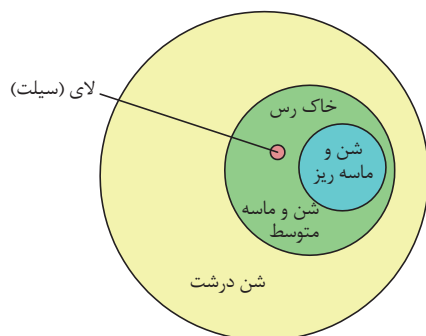 خاک رس
لای (سیلت)
شن و
ماسه ریز
شن و ماسه
متوسط
شن درشت